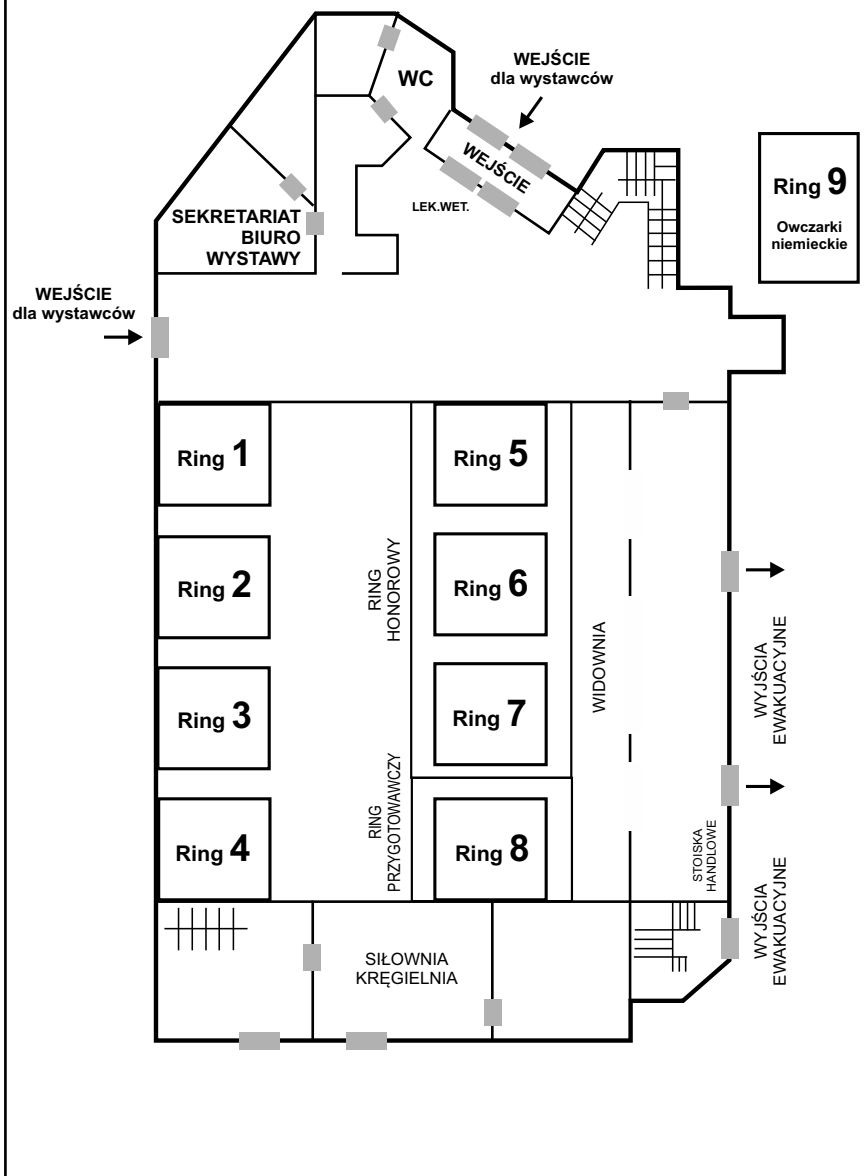 WEJŚCIE
dla wystawców
WC
WEJŚCIE
Ring 9
Owczarki
niemieckie
LEK.WET.
SEKRETARIAT
BIURO
WYSTAWY
WEJŚCIE
dla wystawców
Ring 1
Ring 5
Ring 2
RING
HONOROWY
Ring 6
WIDOWNIA
WYJŚCIA
EWAKUACYJNE
Ring 3
Ring 7
Ring 4
RING
PRZYGOTOWAWCZY
Ring 8
STOISKA
HANDLOWE
WYJŚCIA
EWAKUACYJNE
SIŁOWNIA
KRĘGIELNIA